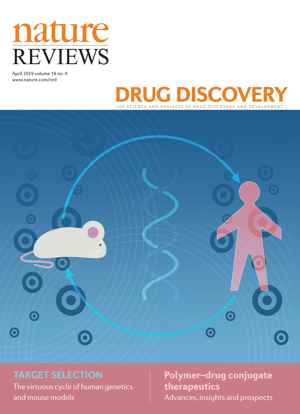 nature
REVIEWS
April 2019 volume 18 no. 4
www.nature.com/nrd
DRUG DISCOVERY
THE SCIENCE AND BUSINESS OF DRUG DISCOVERY AND DEVELOPMENT
TARGET SELECTION
The virtuous cycle of human genetics
and mouse models
Polymer–drug conjugate
therapeutics
Advances, insights and prospects